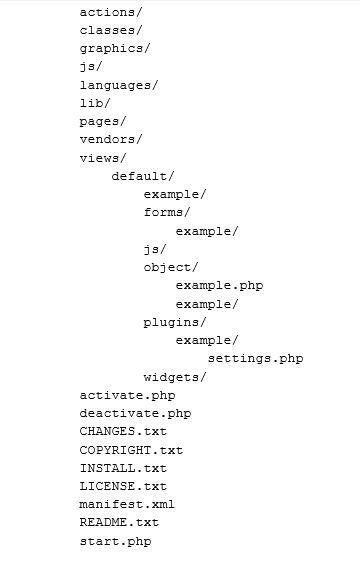 actions/
classes/
graphics/
js/
languages/
lib/
pages/
vendors/
views/
    default/
        example/
        forms/
            example/
        js/
        object/
            example.php
            example/
        plugins/
            example/
                settings.php
        widgets/
activate.php
deactivate.php
CHANGES.txt
COPYRIGHT.txt
INSTALL.txt
LICENSE.txt
manifest.xml
README.txt
start.php